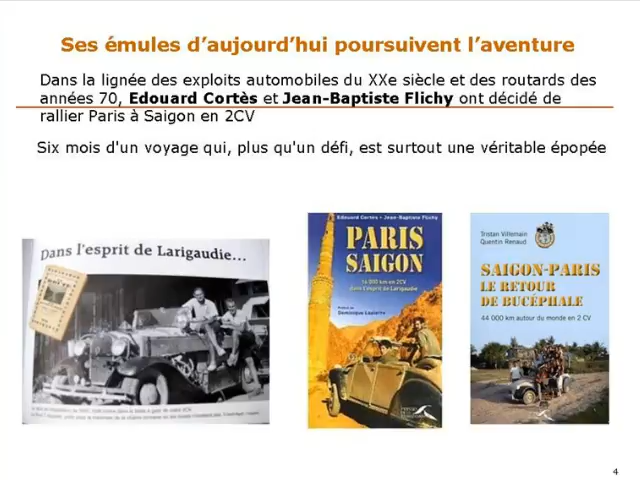 Ses émules d’aujourd’hui poursuivent l’aventure
Dans la lignée des exploits automobiles du XXe siècle et des routards des
années 70, Edouard Cortès et Jean-Baptiste Flichy ont décidé de
rallier Paris à Saigon en 2CV
Six mois d'un voyage qui, plus qu'un défi, est surtout une véritable épopée
Dans l'esprit de Larigaudie...
Edouard Cortès - Jean-Baptiste Flichy
PARIS
SAIGON
16 000 km en 2CV
dans l'esprit de Larigaudie
Préface de
Dominique Lapierre
Tristan Villemain
Quentin Renaud
SAIGON-PARIS
LE RETOUR
DE BUCÉPHALE
44 000 km autour du monde en 2 CV
4